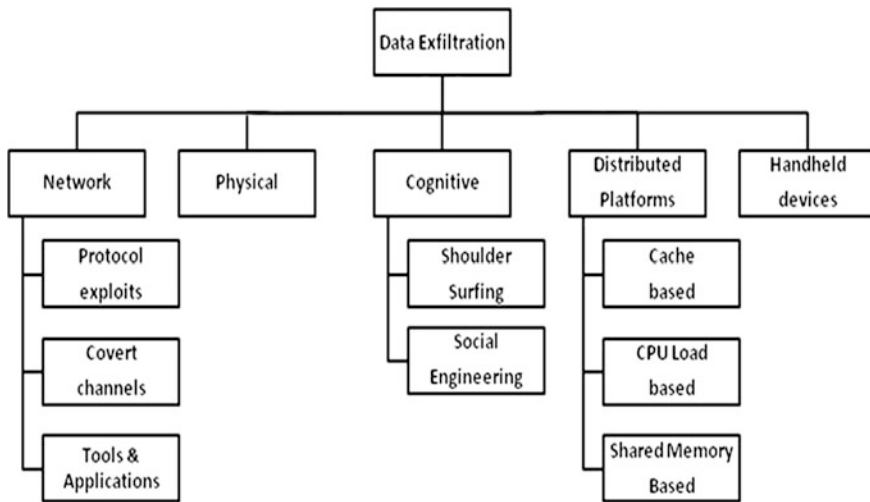 Data Exfiltration
Network
Physical
Cognitive
Distributed
Platforms
Handheld
devices
Protocol
exploits
Covert
channels
Tools &
Applications
Shoulder
Surfing
Social
Engineering
Cache
based
CPU Load
based
Shared Memory
Based